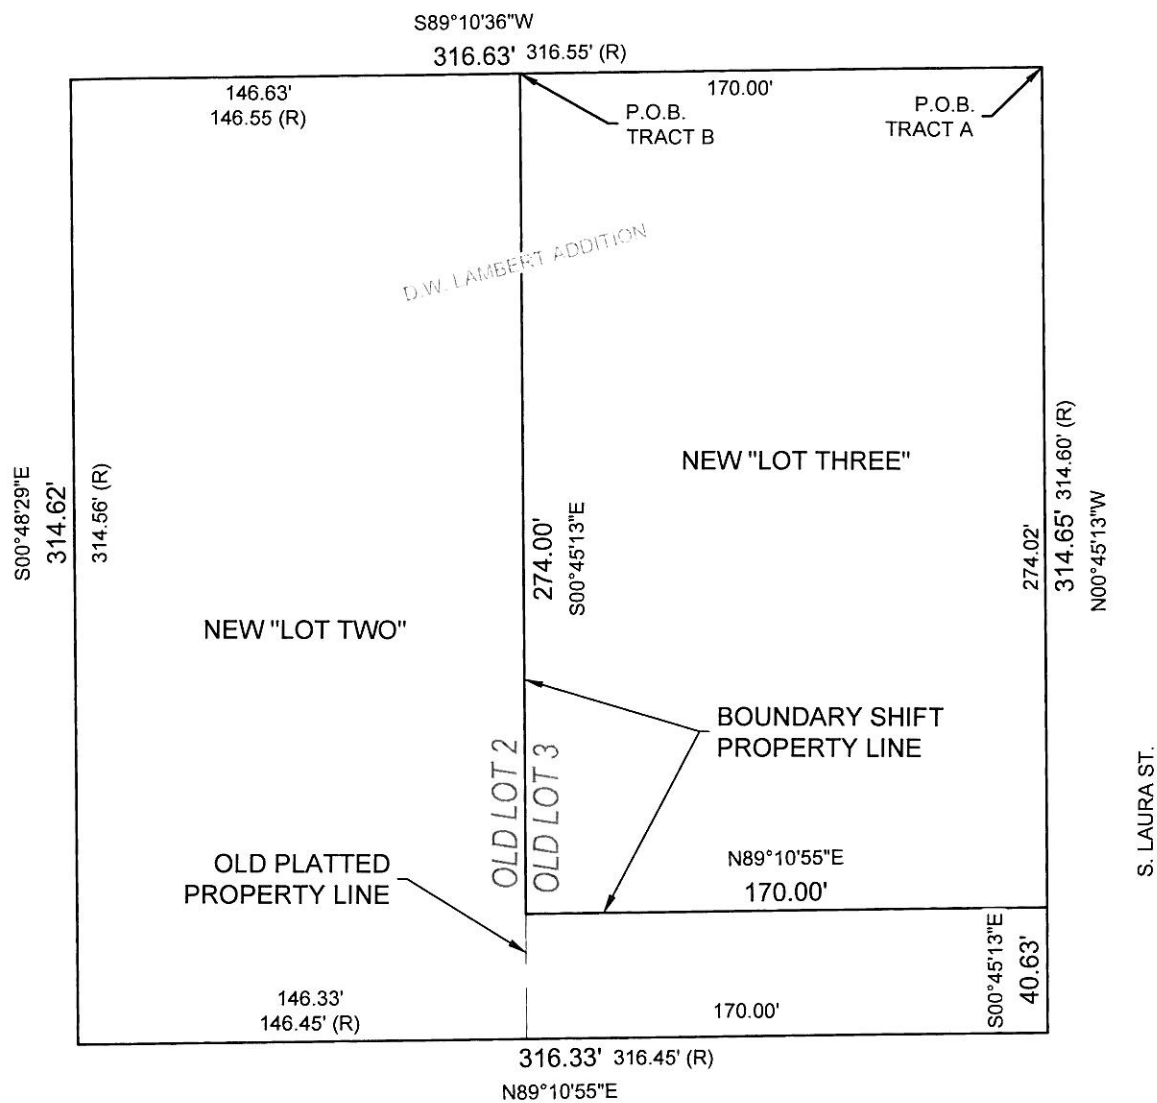 S89°10'36"W
316.63' 316.55' (R)
146.63'
146.55 (R)
170.00'
P.O.B.
TRACT B
P.O.B.
TRACT A
D.W. LAMBERT ADDITION
NEW "LOT THREE"
S00°48'29"E
314.62'
314.56' (R)
274.00'
S00°45'13"E
274.02'
314.65' 314.60' (R)
N00°45'13"W
NEW "LOT TWO"
BOUNDARY SHIFT
PROPERTY LINE
OLD LOT 2
OLD LOT 3
S. LAURA ST.
OLD PLATTED
PROPERTY LINE
N89°10'55"E
170.00'
S00°45'13"E
40.63'
146.33'
146.45' (R)
170.00'
316.33' 316.45' (R)
N89°10'55"E